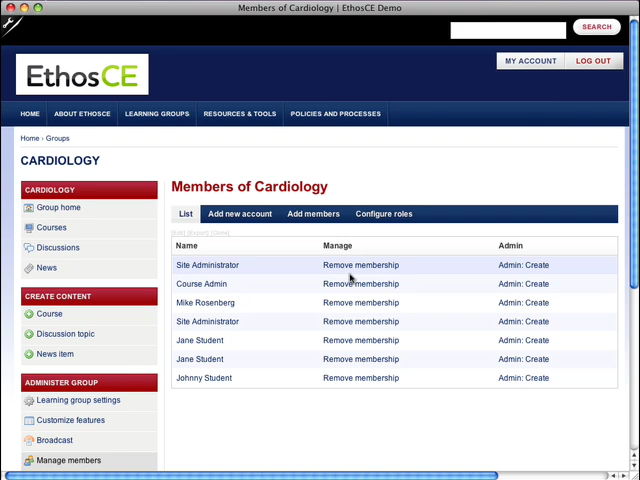 Members of Cardiology | EthosCE Demo
SEARCH
MY ACCOUNT LOG OUT
EthosCE
HOME ABOUT ETHOSCE LEARNING GROUPS RESOURCES & TOOLS POLICIES AND PROCESSES
Home › Groups
CARDIOLOGY
CARDIOLOGY
Group home
Courses
Discussions
News
CREATE CONTENT
Course
Discussion topic
News item
ADMINISTER GROUP
Learning group settings
Customize features
Broadcast
Manage members
Members of Cardiology
List Add new account Add members Configure roles
[Edit] [Export] [Clone]
Name Manage Admin
Site Administrator Remove membership Admin: Create
Course Admin Remove membership Admin: Create
Mike Rosenberg Remove membership Admin: Create
Site Administrator Remove membership Admin: Create
Jane Student Remove membership Admin: Create
Jane Student Remove membership Admin: Create
Johnny Student Remove membership Admin: Create